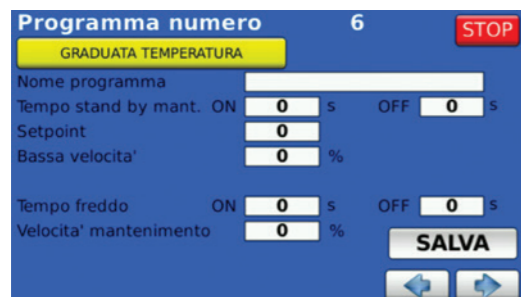 Programma numero 6 STOP
GRADUATA TEMPERATURA
Nome programma
Tempo stand by mant. ON 0 s OFF 0 s
Setpoint 0
Bassa velocita' 0 %
Tempo freddo ON 0 s OFF 0 s
Velocita' mantenimento 0 %
SALVA